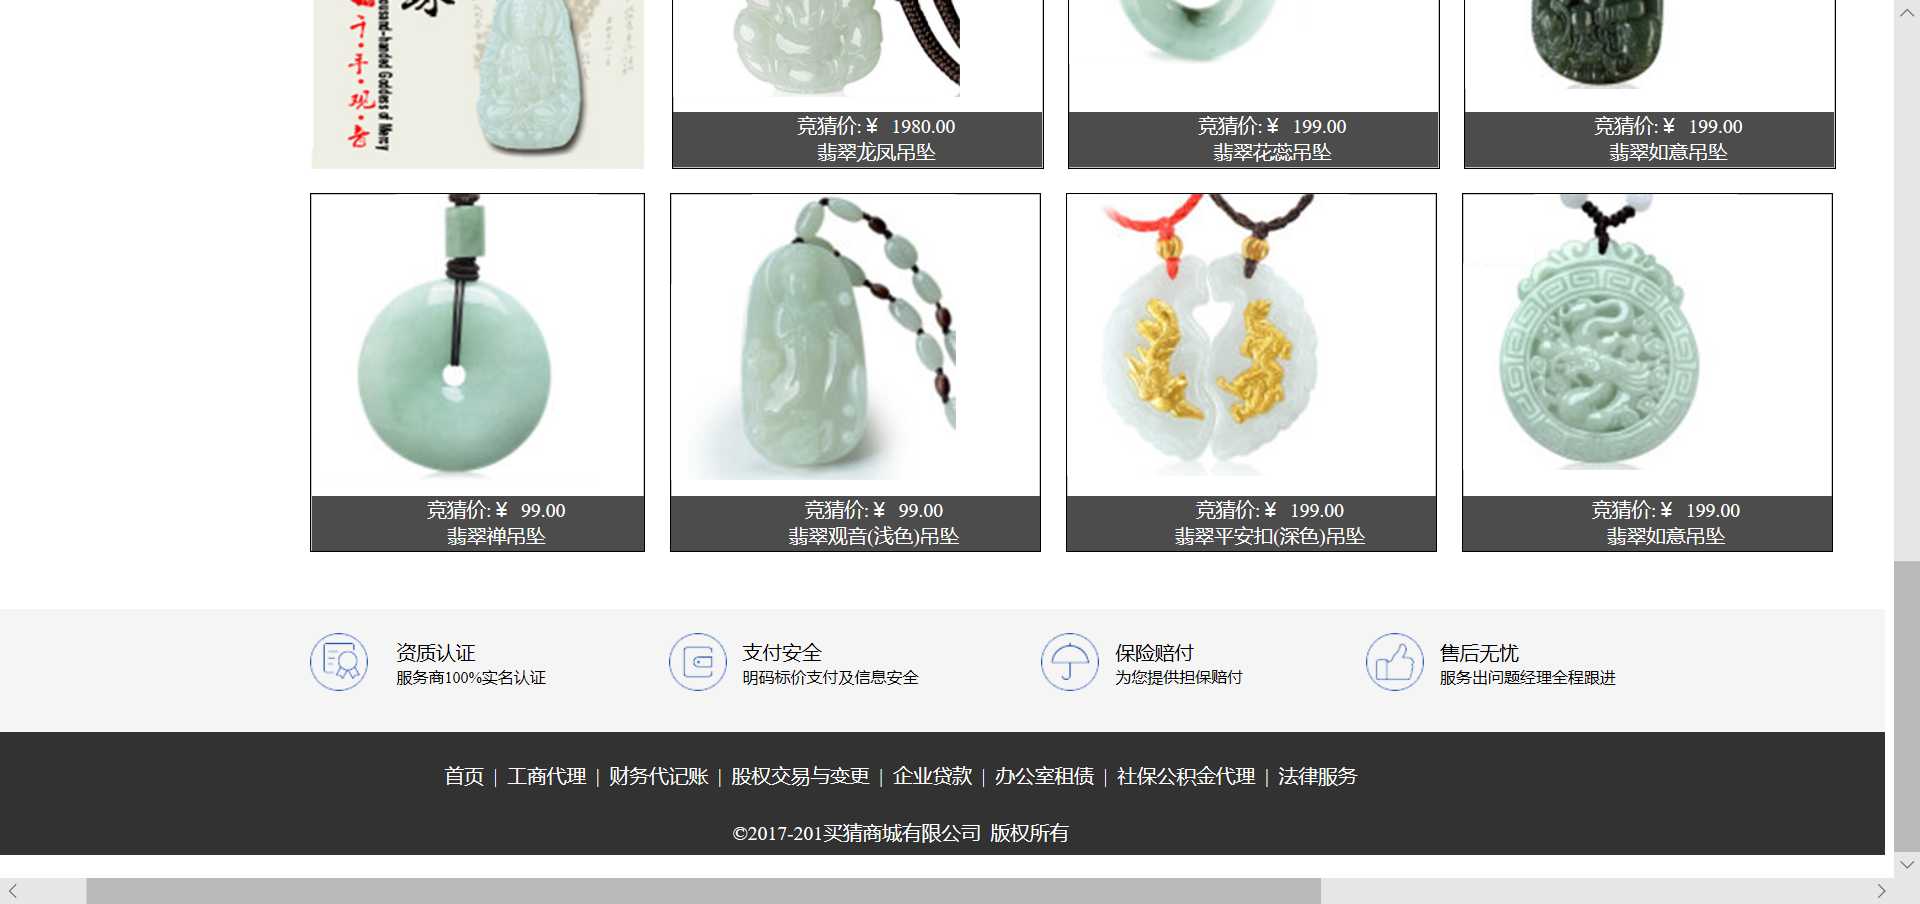 千·手·观·音
ousand-handed Goddess of Mercy
竞猜价:¥ 1980.00
翡翠龙凤吊坠
竞猜价:¥ 199.00
翡翠花蕊吊坠
竞猜价:¥ 199.00
翡翠如意吊坠
竞猜价:¥ 99.00
翡翠禅吊坠
竞猜价:¥ 99.00
翡翠观音(浅色)吊坠
竞猜价:¥ 199.00
翡翠平安扣(深色)吊坠
竞猜价:¥ 199.00
翡翠如意吊坠
资质认证
服务商100%实名认证
支付安全
明码标价支付及信息安全
保险赔付
为您提供担保赔付
售后无忧
服务出问题经理全程跟进
首页 | 工商代理 | 财务代记账 | 股权交易与变更 | 企业贷款 | 办公室租债 | 社保公积金代理 | 法律服务
©2017-201买猜商城有限公司 版权所有